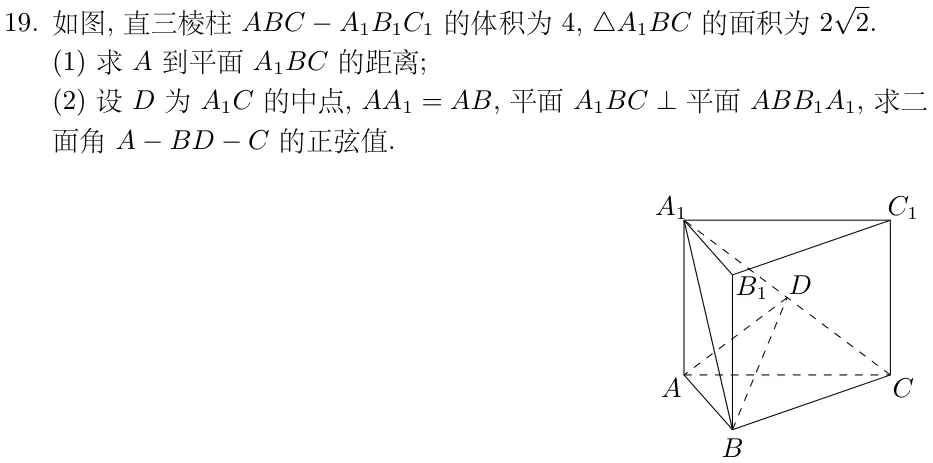 19. 如图, 直三棱柱 ABC − A₁B₁C₁ 的体积为 4, △A₁BC 的面积为 2√2.
(1) 求 A 到平面 A₁BC 的距离;
(2) 设 D 为 A₁C 的中点, AA₁ = AB, 平面 A₁BC ⊥ 平面 ABB₁A₁, 求二
面角 A − BD − C 的正弦值.
A₁
C₁
B₁
D
A
C
B